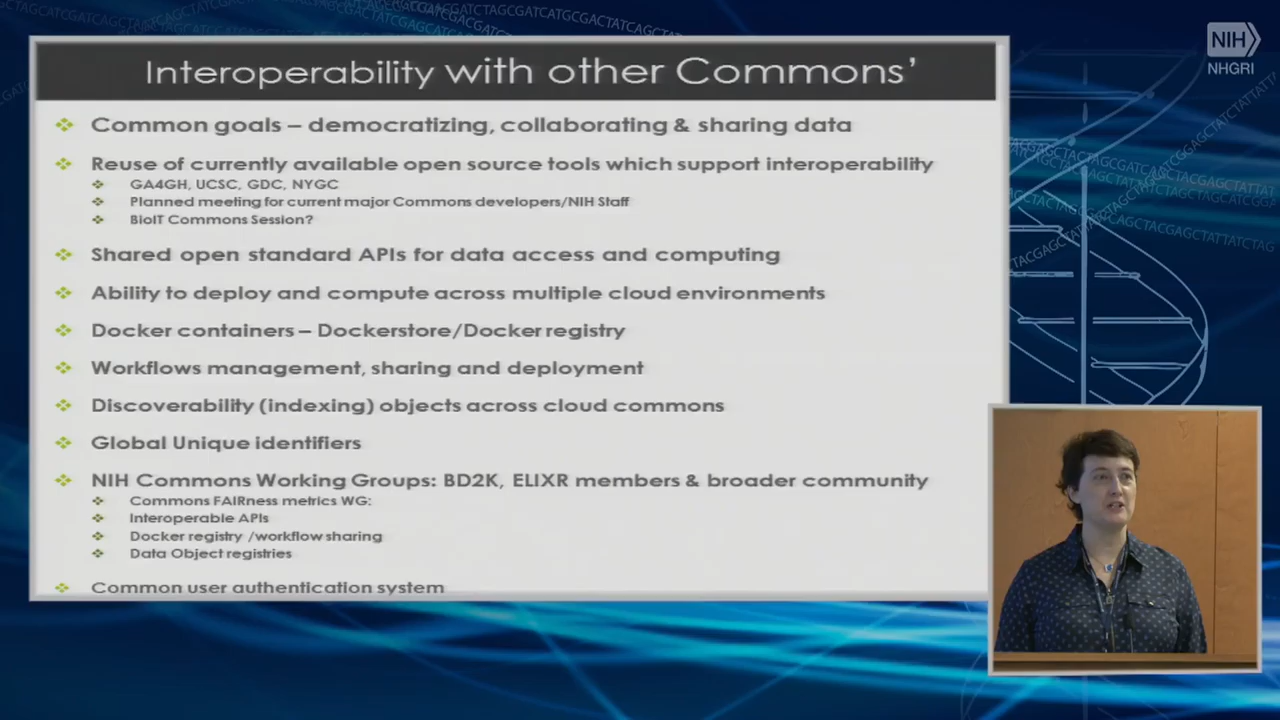 NIH
NHGRI
Interoperability with other Commons'
Common goals – democratizing, collaborating & sharing data
Reuse of currently available open source tools which support interoperability
GA4GH, UCSC, GDC, NYGC
Planned meeting for current major Commons developers/NIH Staff
BioIT Commons Session?
Shared open standard APIs for data access and computing
Ability to deploy and compute across multiple cloud environments
Docker containers – Dockerstore/Docker registry
Workflows management, sharing and deployment
Discoverability (indexing) objects across cloud commons
Global Unique identifiers
NIH Commons Working Groups: BD2K, ELIXR members & broader community
Commons FAIRness metrics WG:
Interoperable APIs
Docker registry /workflow sharing
Data Object registries
Common user authentication system